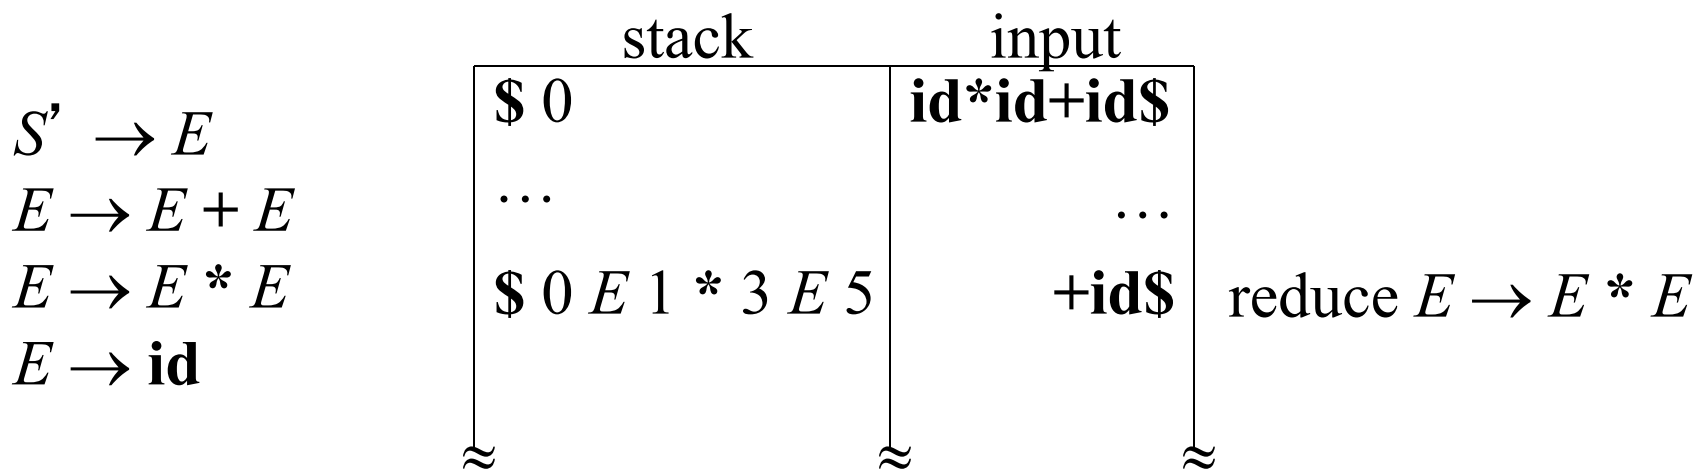 stack input
$ 0 id*id+id$
S’ → E
… …
E → E + E
E → E * E
$ 0 E 1 * 3 E 5 +id$ reduce E → E * E
E → id
≈ ≈ ≈